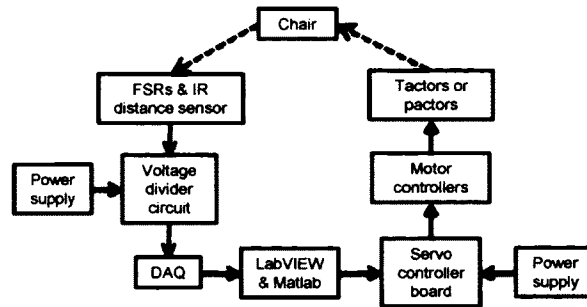 Chair
FSRs & IR
distance sensor
Tactors or
pactors
Power
supply
Voltage
divider
circuit
Motor
controllers
DAQ
LabVIEW
& Matlab
Servo
controller
board
Power
supply